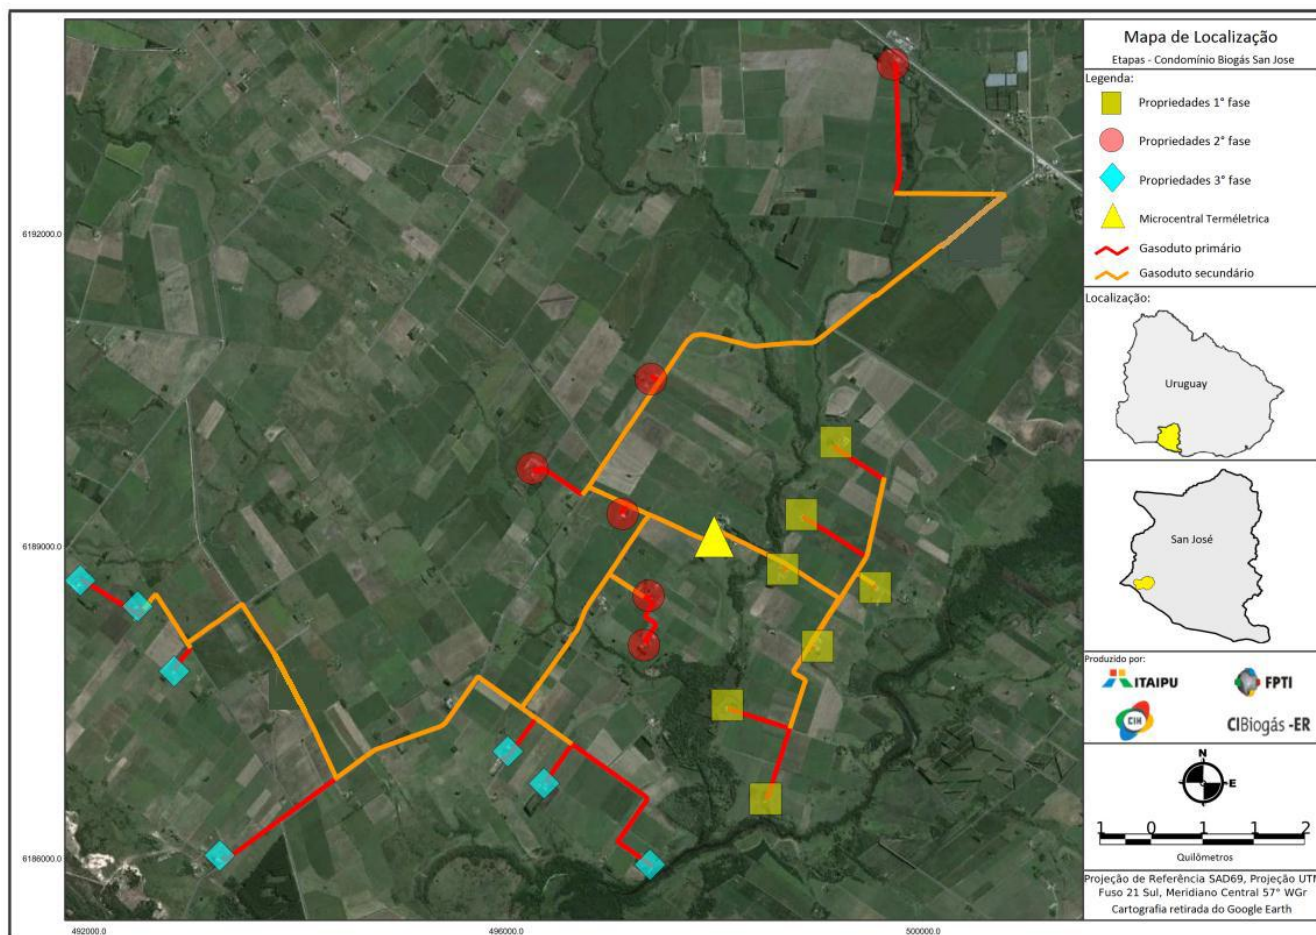 Mapa de Localização
Etapas - Condomínio Biogás San Jose
Legenda:
Propriedades 1° fase
Propriedades 2° fase
Propriedades 3° fase
Microcentral Terméletrica
Gasoduto primário
Gasoduto secundário
Localização:
Uruguay
San José
Produzido por:
ITAIPU
FPTI
CIH
CIBiogás -ER
N
E
1 0 1 2
Quilômetros
Projeção de Referência SAD69, Projeção UTM
Fuso 21 Sul, Meridiano Central 57° WGr
Cartografia retirada do Google Earth
6192000.0
6189000.0
6186000.0
492000.0 496000.0 500000.0